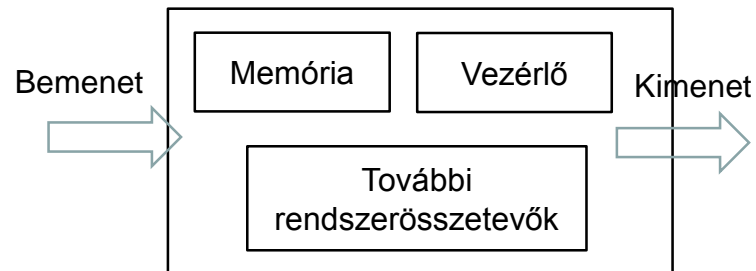 Memória
Vezérlő
Bemenet
Kimenet
További
rendszerösszetevők